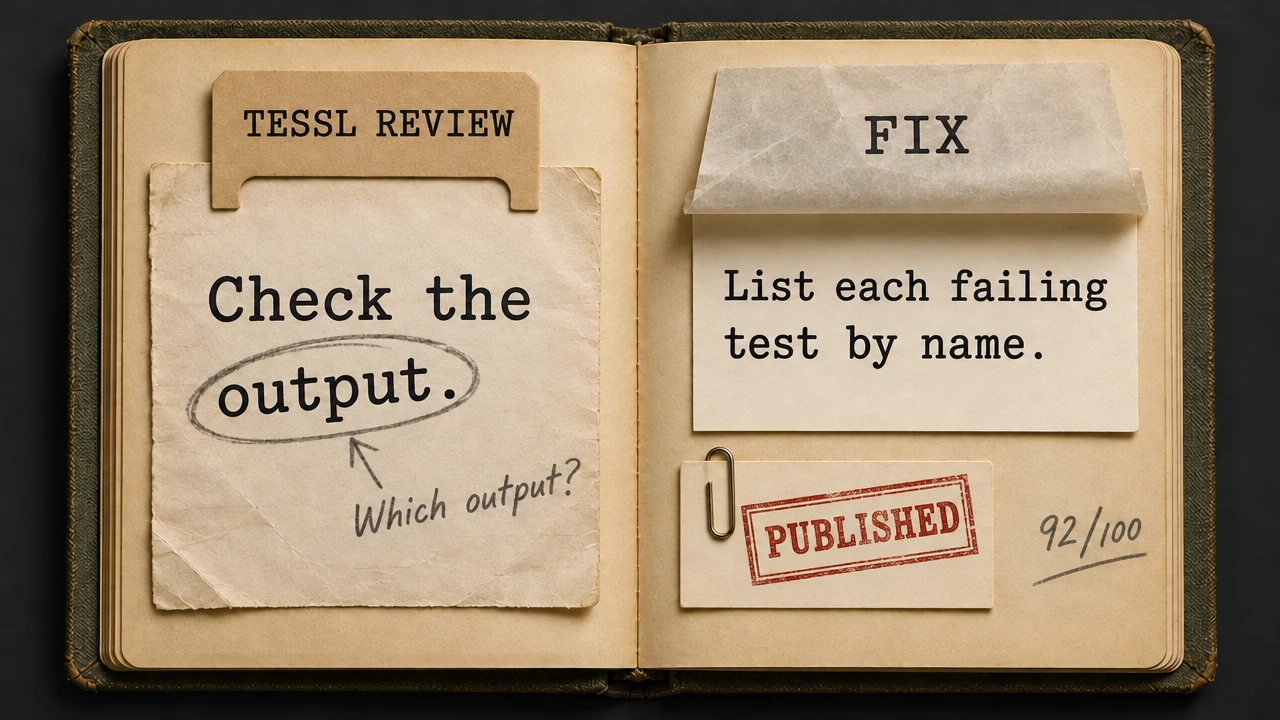 TESSL REVIEW
Check the
output.
Which output?
FIX
List each failing
test by name.
PUBLISHED
92/100